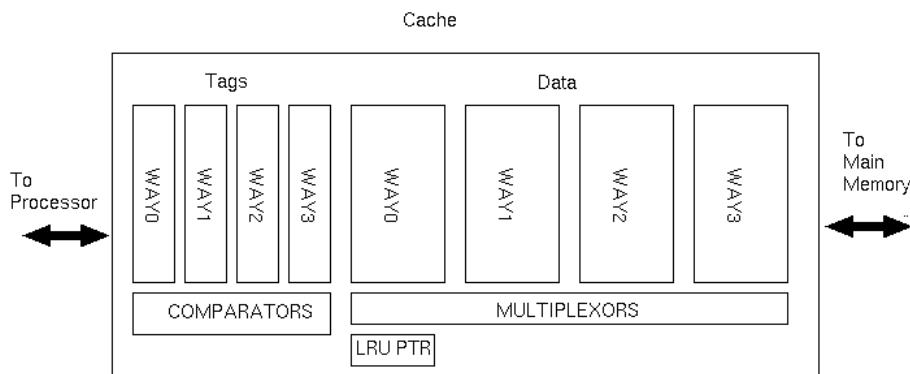 Cache
Tags
Data
WAY0
WAY1
WAY2
WAY3
WAY0
WAY1
WAY2
WAY3
To
Processor
To
Main
Memory
COMPARATORS
MULTIPLEXORS
LRU PTR